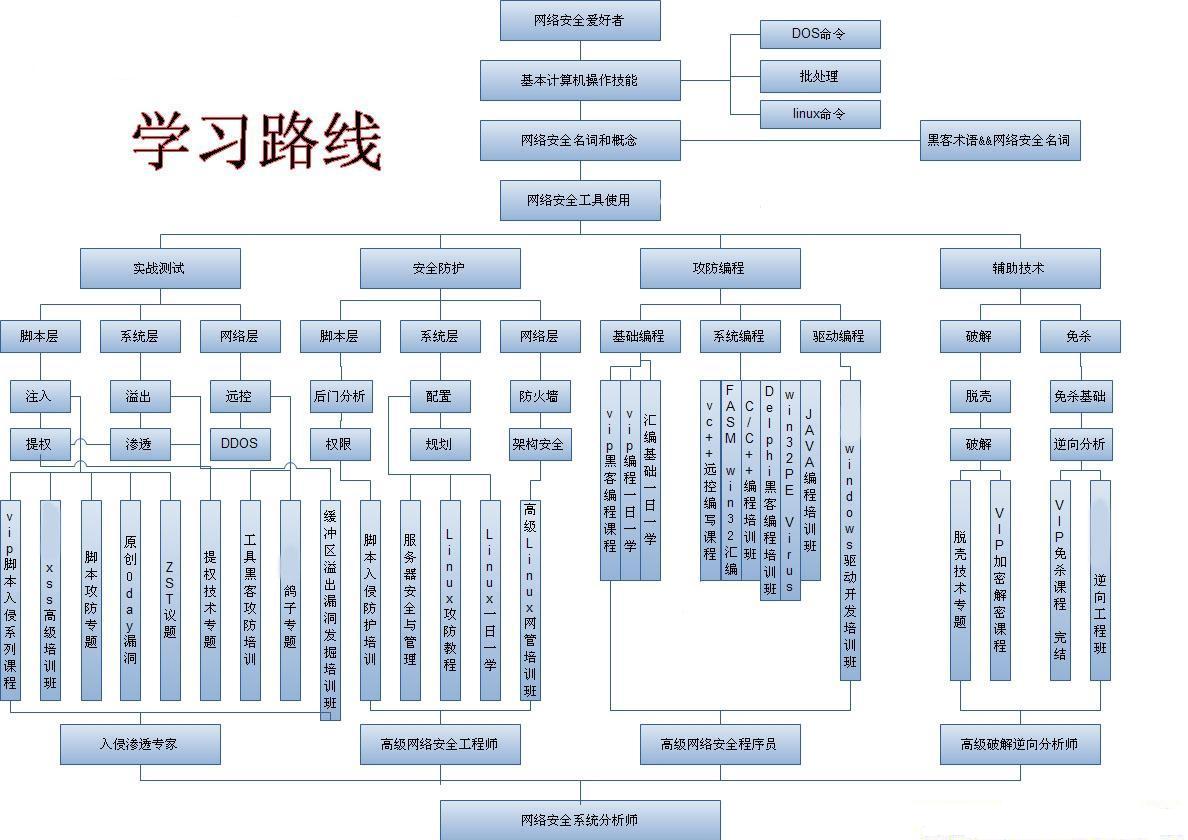 网络安全爱好者
DOS命令
基本计算机操作技能
批处理
linux命令
学习路线
网络安全名词和概念
黑客术语&&网络安全名词
网络安全工具使用
实战测试
安全防护
攻防编程
辅助技术
脚本层
系统层
网络层
脚本层
系统层
网络层
基础编程
系统编程
驱动编程
破解
免杀
注入
溢出
远控
后门分析
配置
防火墙
脱壳
免杀基础
提权
渗透
DDOS
权限
规划
架构安全
破解
逆向分析
vip黑客编程课程
vip编程一日一学
汇编基础一日一学
vc++远控编写课程
FASM win32汇编
C/C++编程培训班
Delphi黑客编程培训班
win32PE Virus
JAVA编程培训班
windows驱动开发培训班
vip脚本入侵系列课程
xss高级培训班
脚本攻防专题
原创0day漏洞
ZST议题
提权技术专题
工具黑客攻防培训
鸽子专题
缓冲区溢出漏洞发掘培训班
脚本入侵防护培训
服务器安全与管理
Linux攻防教程
Linux一日一学
高级Linux网管培训班
脱壳技术专题
VIP加密解密课程
VIP免杀课程 完结
逆向工程班
入侵渗透专家
高级网络安全工程师
高级网络安全程序员
高级破解逆向分析师
网络安全系统分析师